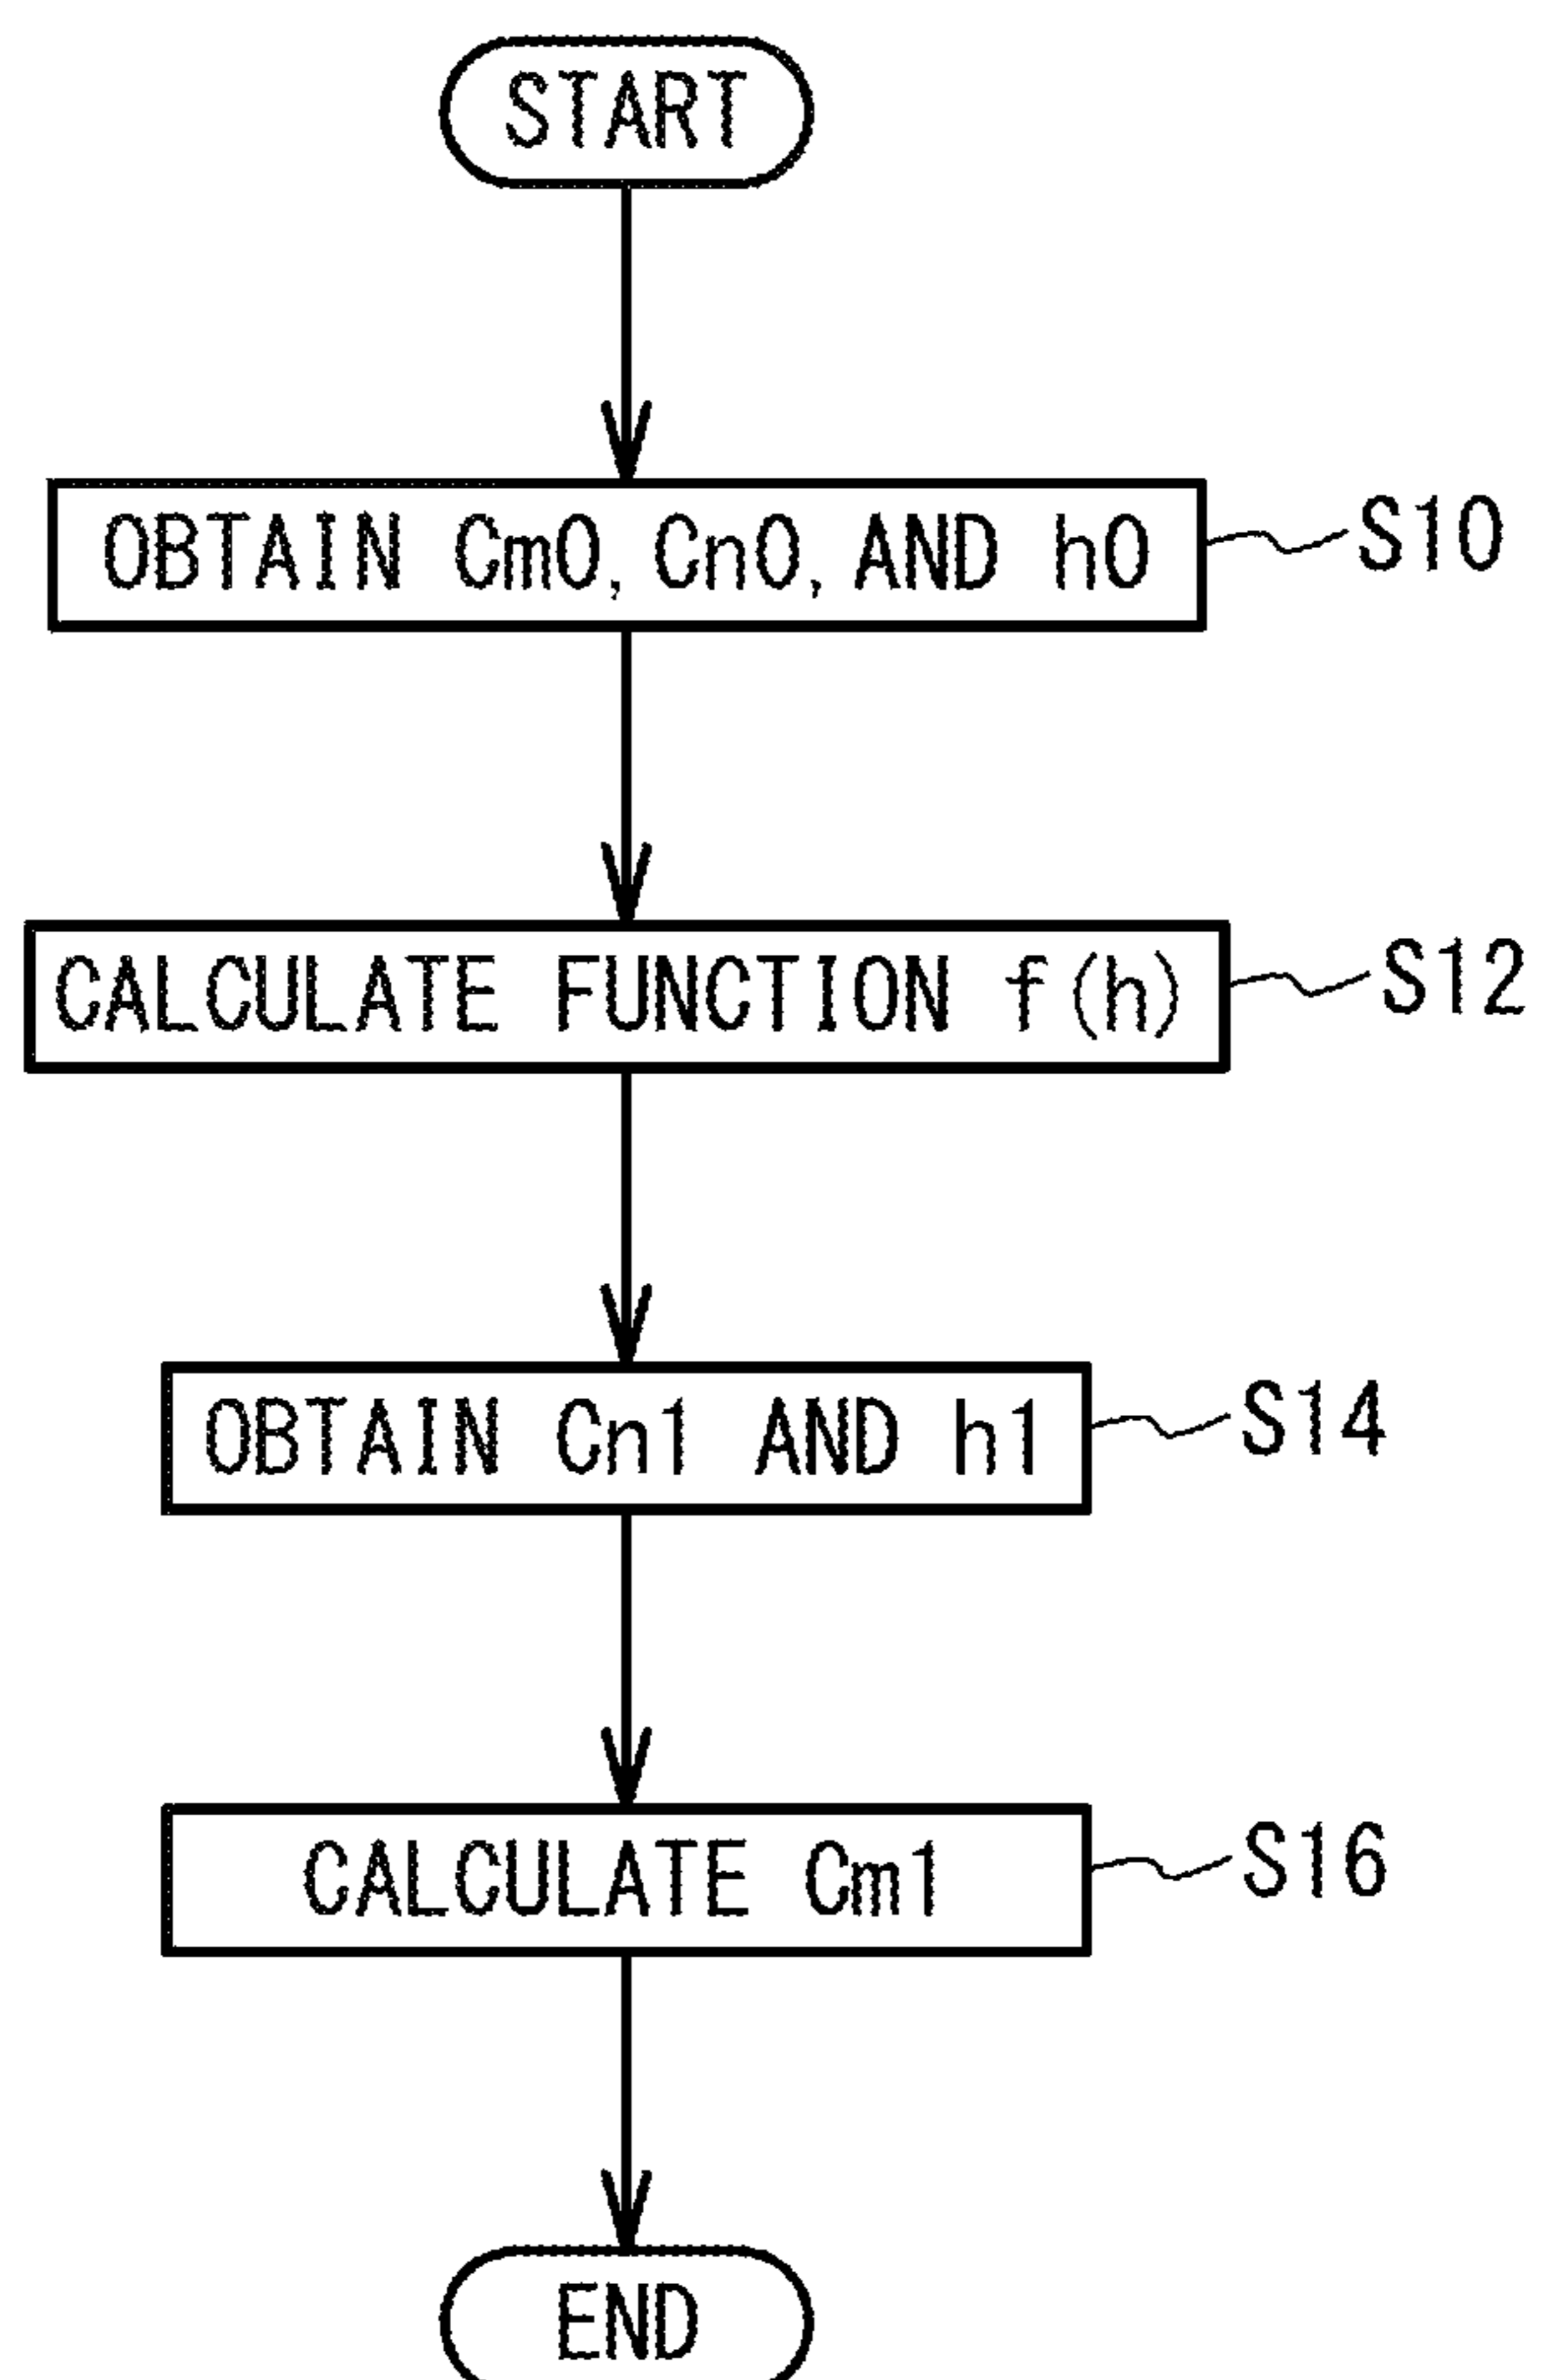 START
OBTAIN Cm0, Cn0, AND h0
S10
CALCULATE FUNCTION f(h)
S12
OBTAIN Cn1 AND h1
S14
CALCULATE Cm1
S16
END